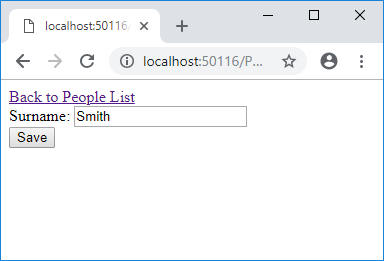 localhost:50116/P
localhost:50116/P...
Back to People List
Surname: Smith
Save